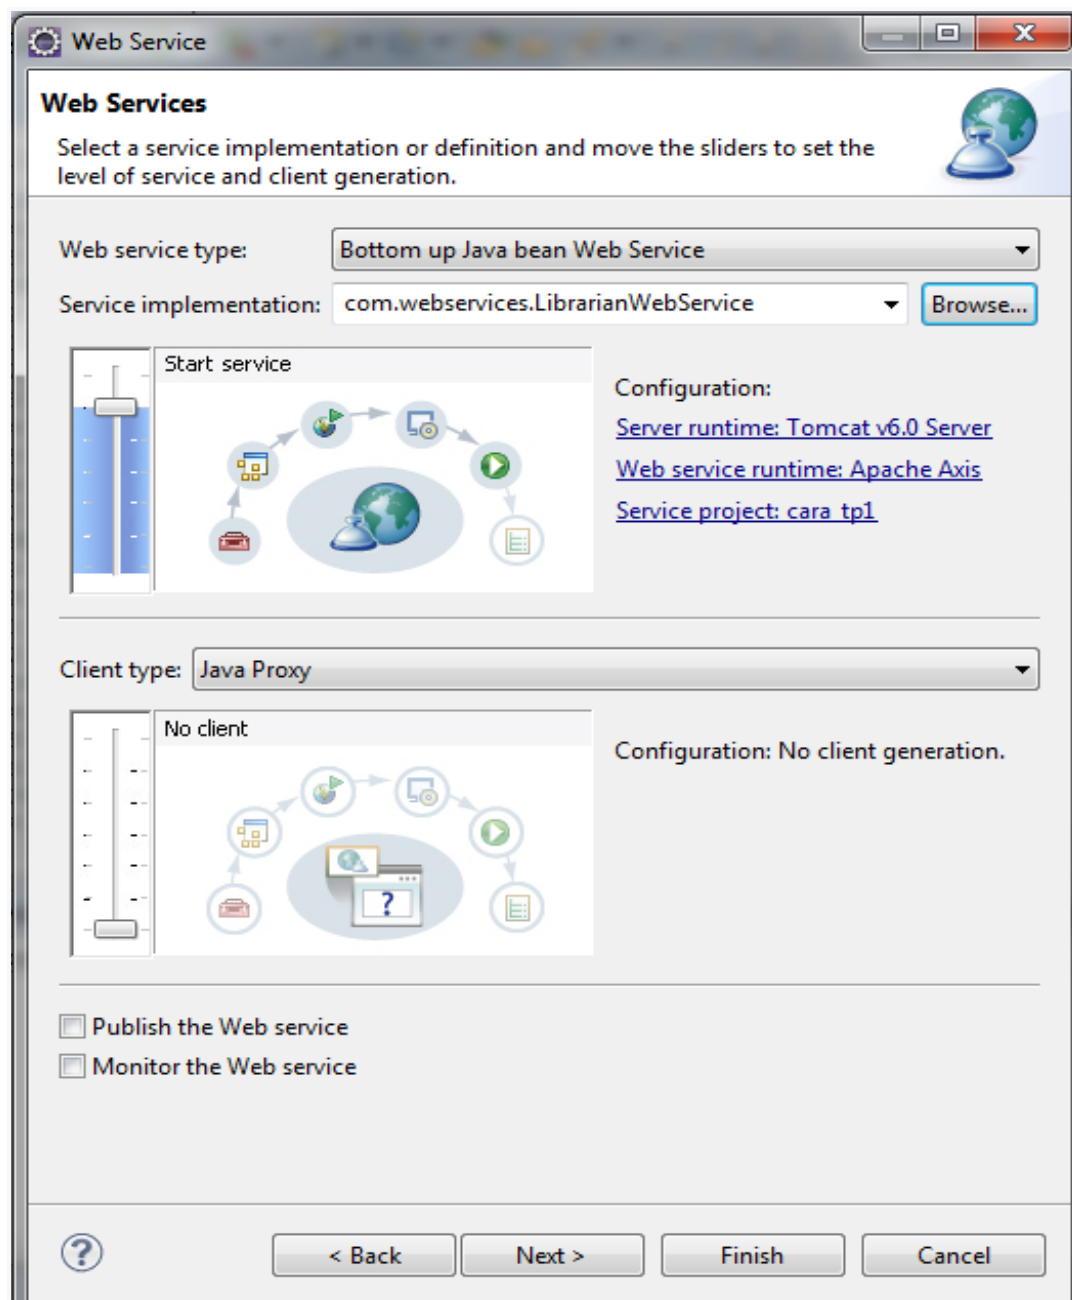 Web Service
Web Services
Select a service implementation or definition and move the sliders to set the
level of service and client generation.
Web service type: Bottom up Java bean Web Service
Service implementation: com.webservices.LibrarianWebService Browse...
Start service
Configuration:
Server runtime: Tomcat v6.0 Server
Web service runtime: Apache Axis
Service project: cara_tp1
Client type: Java Proxy
No client
Configuration: No client generation.
Publish the Web service
Monitor the Web service
< Back Next > Finish Cancel